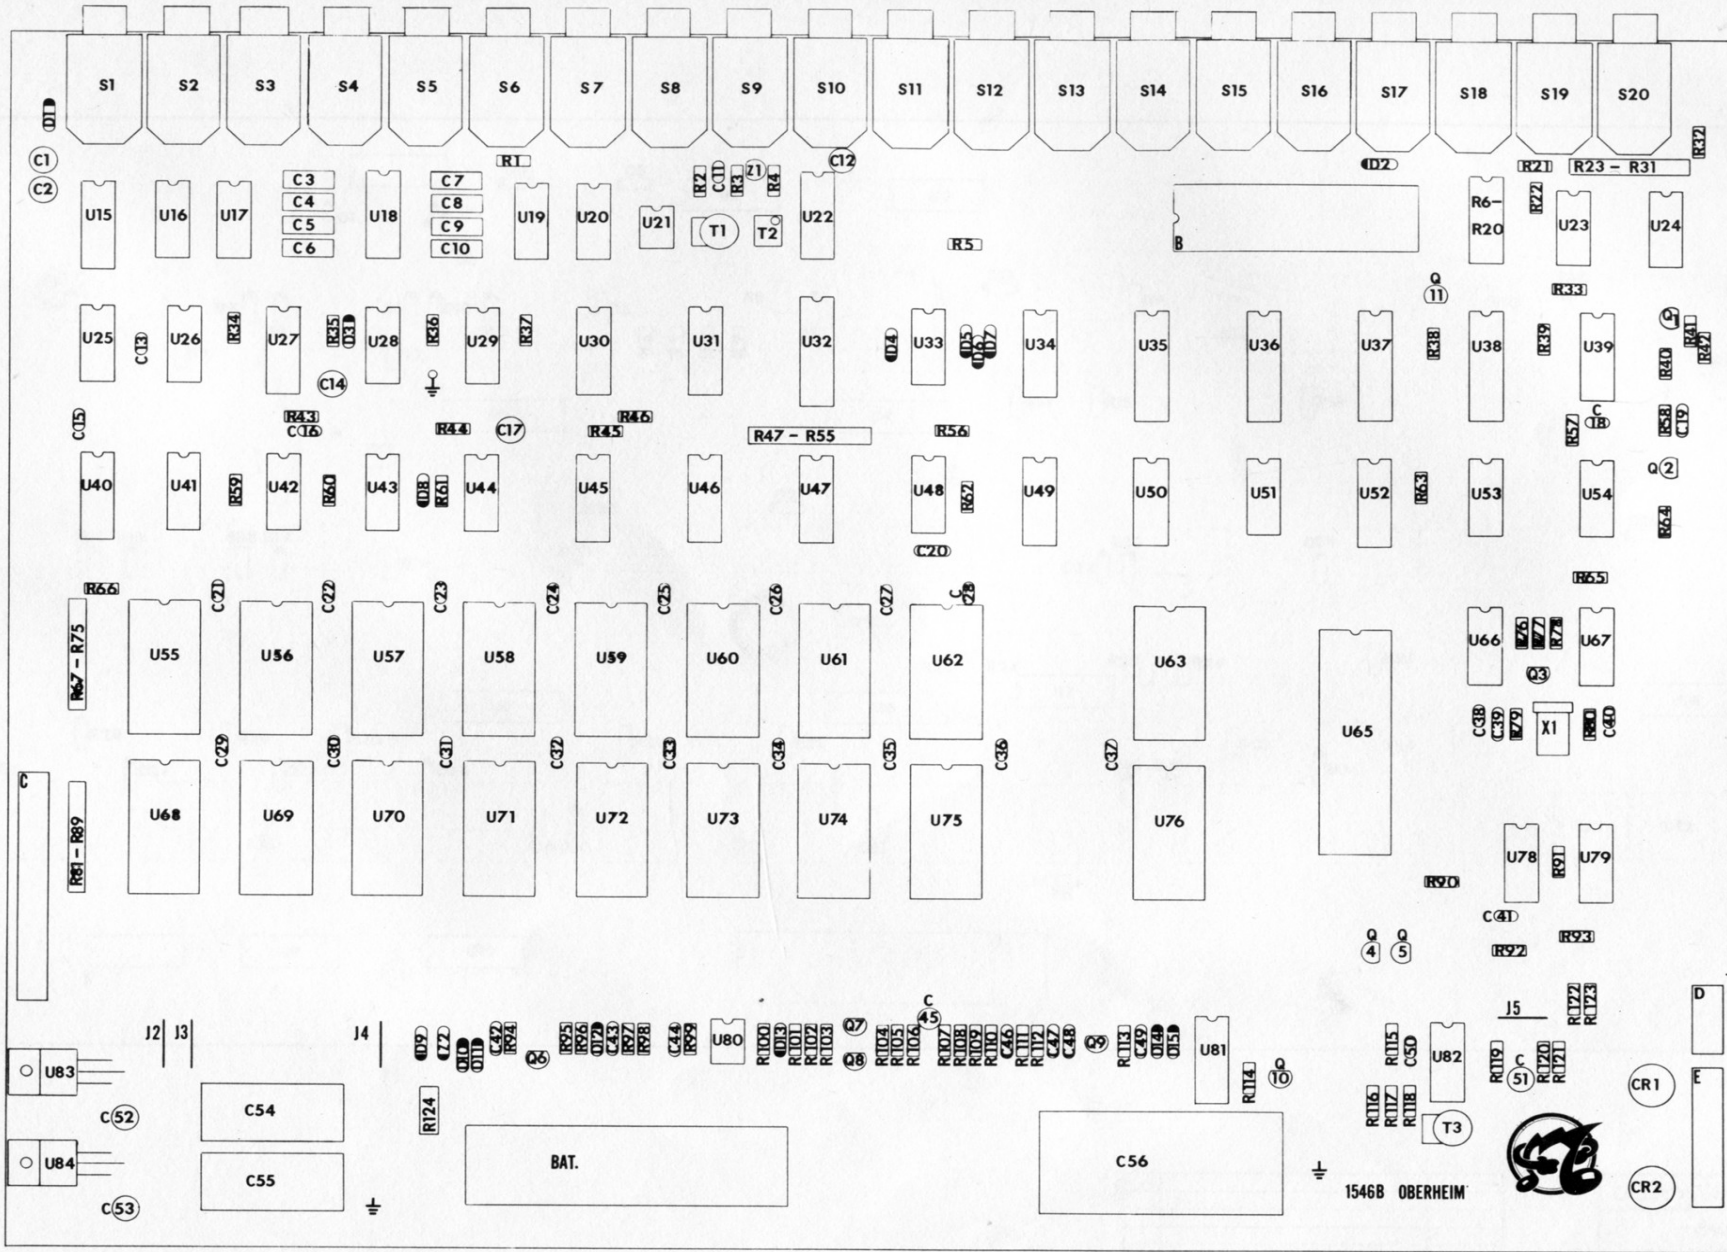 S1 S2 S3 S4 S5 S6 S7 S8 S9 S10 S11 S12 S13 S14 S15 S16 S17 S18 S19 S20
D1 R32
C1 R1 C12 D2 R21 R23 - R31
C2 C3 C7 R2 C11 R3 Z1 R4 R22
C4 C8 R6-
U15 U16 U17 C5 U18 C9 U19 U20 U21 T1 T2 U22 R20 U23 U24
C6 C10 R5 B
Q
11 R33
U25 C13 U26 R34 U27 R35 D3 U28 R36 U29 R37 U30 U31 U32 D4 U33 D5 D6 D7 U34 U35 U36 U37 R38 U38 R39 U39 R41 R42
C14 R40
C15 R43 R46 C
C16 R44 C17 R45 R47 - R55 R56 R57 18 R58 C19
U40 U41 R59 U42 R60 U43 D8 R61 U44 U45 U46 U47 U48 R62 U49 U50 U51 U52 R63 U53 U54 Q2
R64
C20
R66 C21 C22 C23 C24 C25 C26 C27 C28 R65
R67 - R75 U55 U56 U57 U58 U59 U60 U61 U62 U63 U66 R76 R77 R78 U67
Q3
C29 C30 C31 C32 C33 C34 C35 C36 C37 U65 C38 C39 R79 X1 R80 C40
C
R81 - R89 U68 U69 U70 U71 U72 U73 U74 U75 U76
U78 R91 U79
R90
C41
Q Q
4 5 R92 R93
D
C J5 R122 R123
J2 J3 J4 45
D9 Z2 D10 D11 C42 R94 Q6 R95 R96 D12 C43 R97 R98 C44 R99 U80 R100 D13 R101 R102 R103 Q7 Q8 R104 R105 R106 R107 R108 R109 R110 C46 R111 R112 C47 C48 Q9 R113 C49 D14 D15 U81 R115 C50 U82 R119 R120 R121
U83 R114 Q
10 C
51 CR1 E
C52 C54 R124 R116 R117 R118 T3
U84 BAT. C56
C55
C53 1546B OBERHEIM CR2